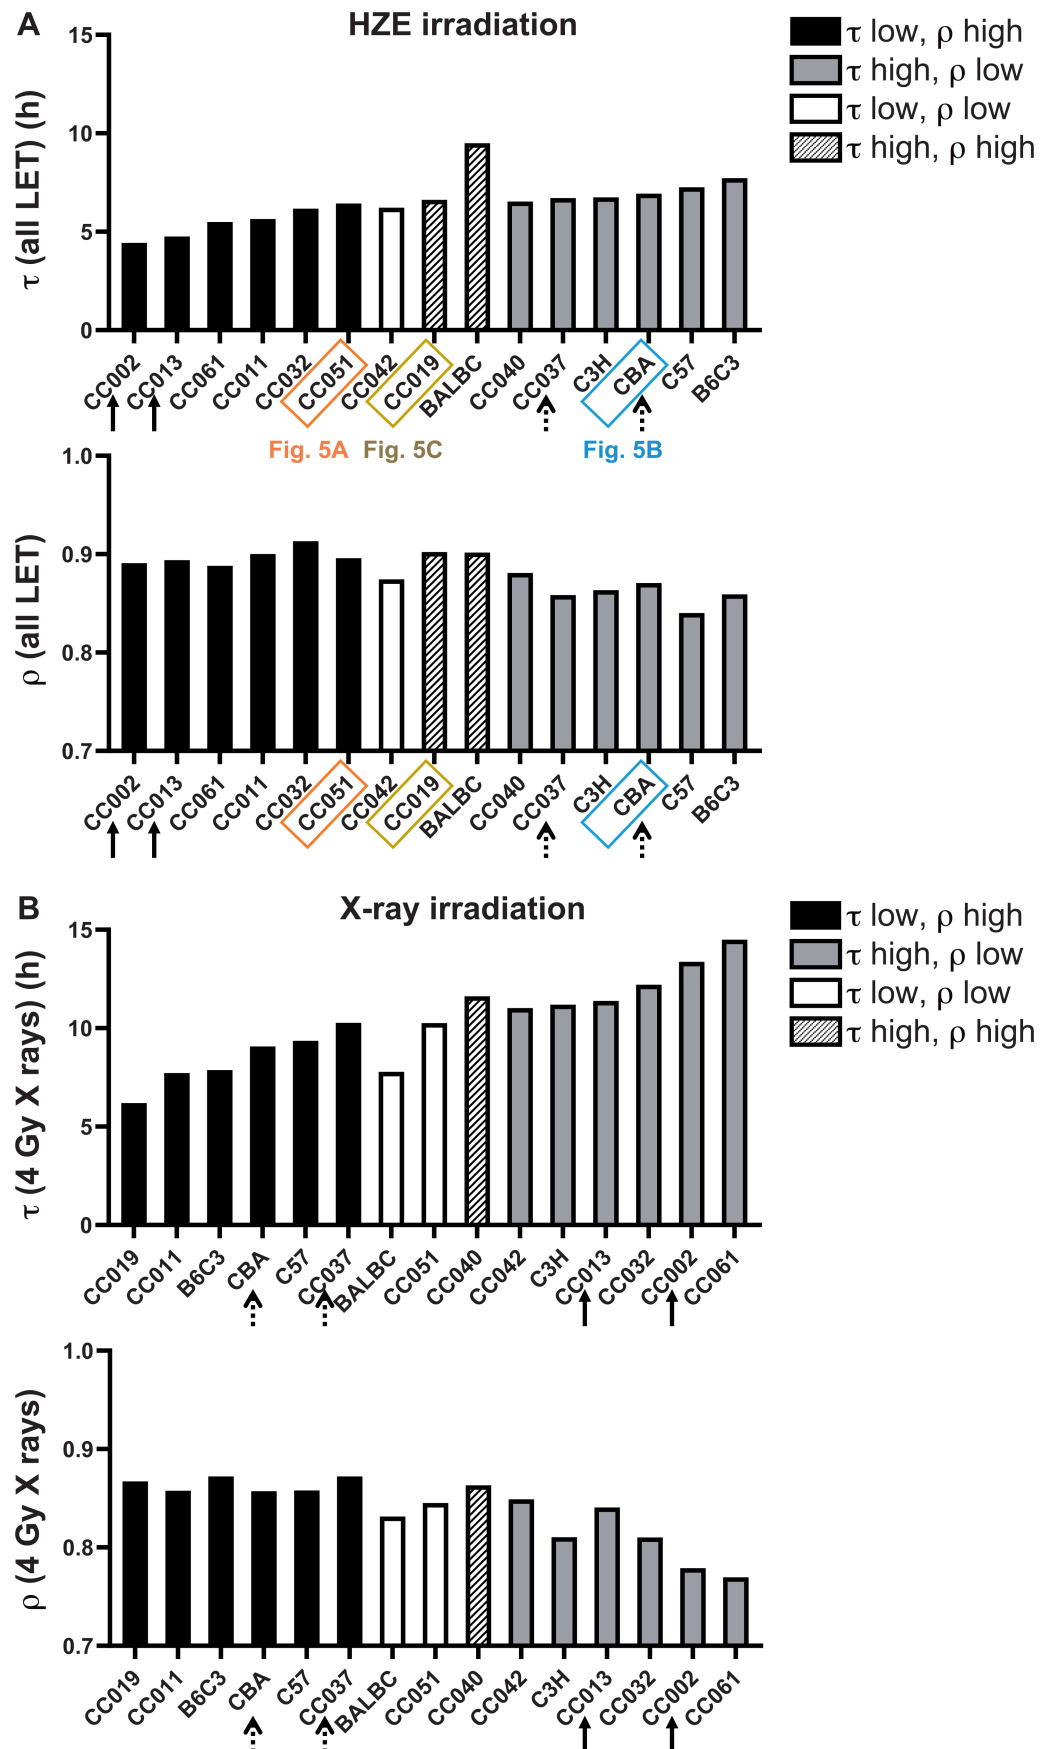 A
HZE irradiation
τ low, ρ high
τ high, ρ low
τ low, ρ low
τ high, ρ high
τ (all LET) (h)
15
10
5
0
CC002 CC013 CC061 CC011 CC032 CC051 CC042 CC019 BALBC CC040 CC037 C3H CBA C57 B6C3
Fig. 5A Fig. 5C Fig. 5B
ρ (all LET)
1.0
0.9
0.8
0.7
CC002 CC013 CC061 CC011 CC032 CC051 CC042 CC019 BALBC CC040 CC037 C3H CBA C57 B6C3
B
X-ray irradiation
τ low, ρ high
τ high, ρ low
τ low, ρ low
τ high, ρ high
τ (4 Gy X rays) (h)
15
10
5
0
CC019 CC011 B6C3 CBA C57 CC037 BALBC CC051 CC040 CC042 C3H CC013 CC032 CC002 CC061
ρ (4 Gy X rays)
1.0
0.9
0.8
0.7
CC019 CC011 B6C3 CBA C57 CC037 BALBC CC051 CC040 CC042 C3H CC013 CC032 CC002 CC061